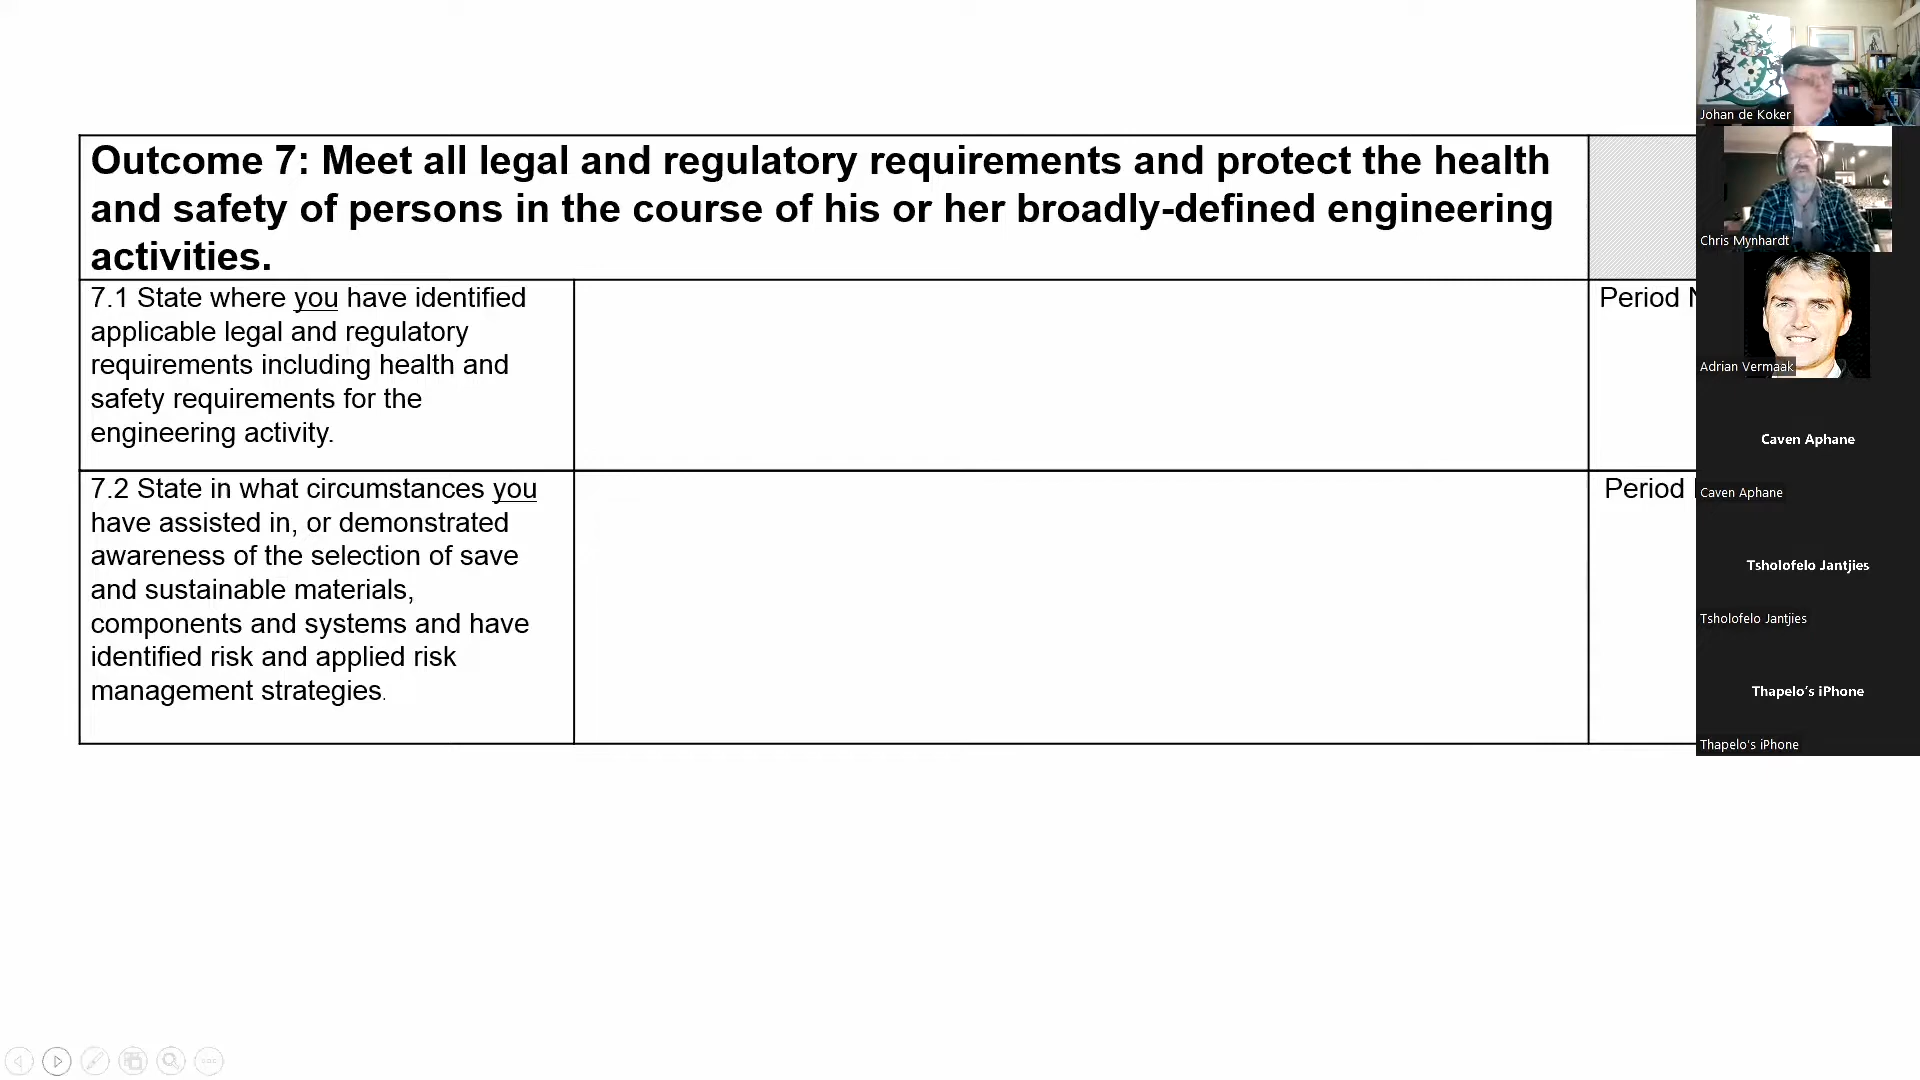 Outcome 7: Meet all legal and regulatory requirements and protect the health
and safety of persons in the course of his or her broadly-defined engineering
activities.
7.1 State where you have identified
applicable legal and regulatory
requirements including health and
safety requirements for the
engineering activity.
Period
7.2 State in what circumstances you
have assisted in, or demonstrated
awareness of the selection of save
and sustainable materials,
components and systems and have
identified risk and applied risk
management strategies.
Period
Johan de Koker
Chris Mynhardt
Adrian Vermaak
Caven Aphane
Caven Aphane
Tsholofelo Jantjies
Tsholofelo Jantjies
Thapelo's iPhone
Thapelo's iPhone